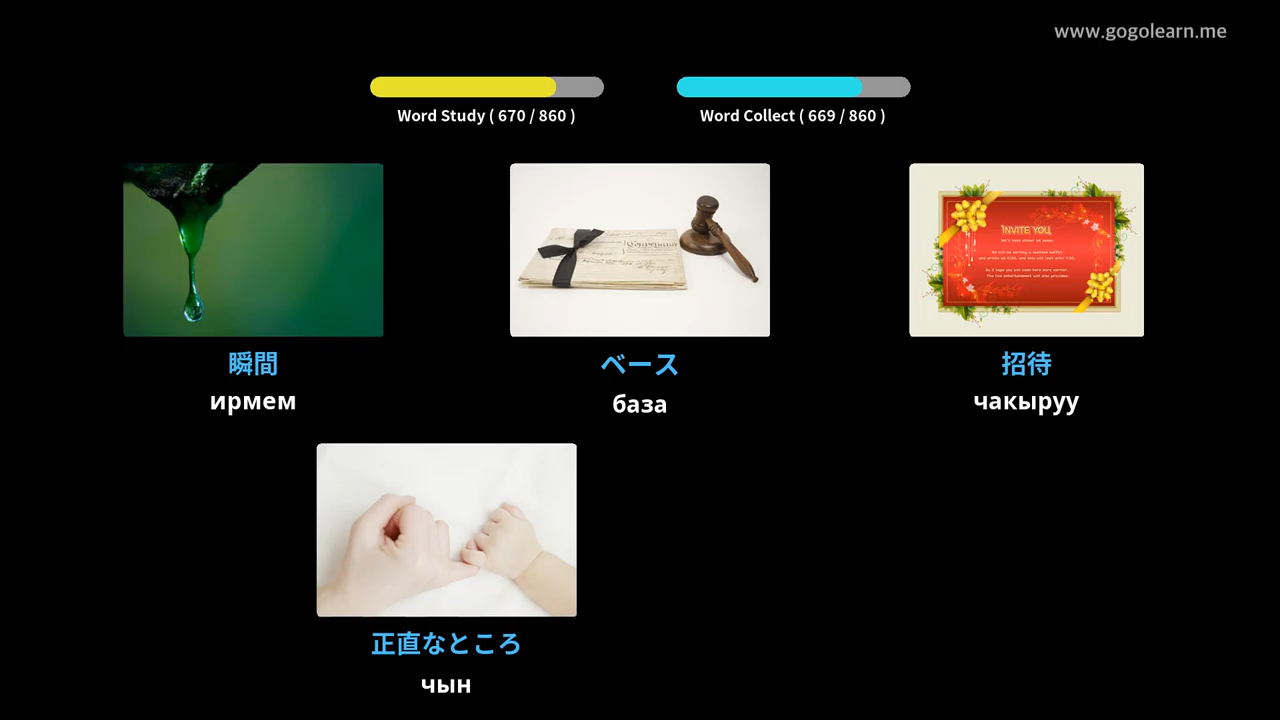 www.gogolearn.me
Word Study ( 670 / 860 )
Word Collect ( 669 / 860 )
INVITE YOU
瞬間
ирмем
ベース
база
招待
чакыруу
正直なところ
чын